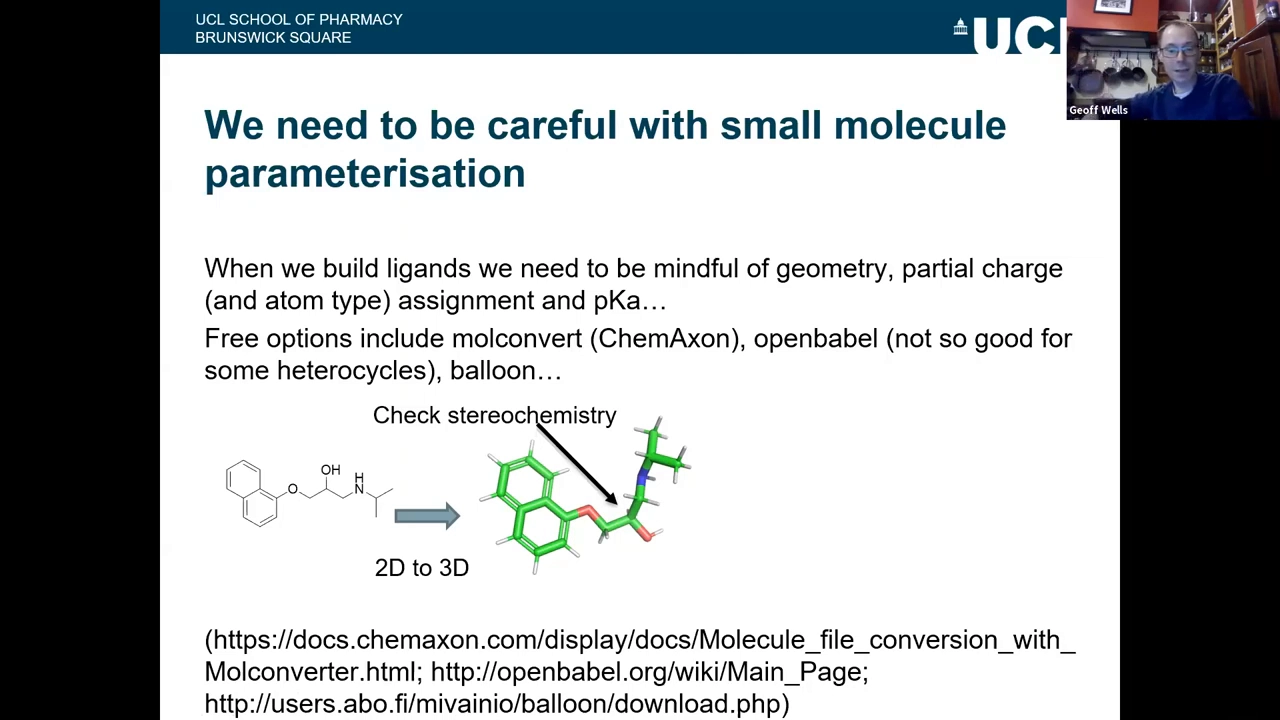 UCL SCHOOL OF PHARMACY
BRUNSWICK SQUARE
UCL
Geoff Wells
We need to be careful with small molecule
parameterisation
When we build ligands we need to be mindful of geometry, partial charge
(and atom type) assignment and pKa…
Free options include molconvert (ChemAxon), openbabel (not so good for
some heterocycles), balloon…
Check stereochemistry
OH
H
O
N
2D to 3D
(https://docs.chemaxon.com/display/docs/Molecule_file_conversion_with_
Molconverter.html; http://openbabel.org/wiki/Main_Page;
http://users.abo.fi/mivainio/balloon/download.php)